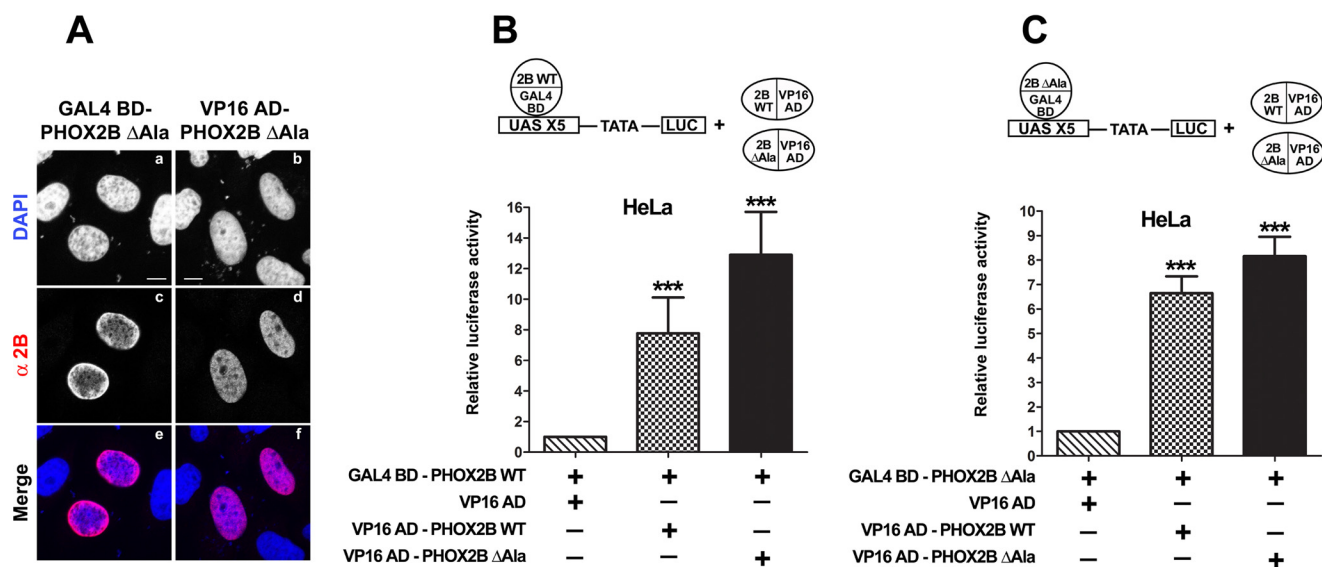 A
GAL4 BD-
PHOX2B ΔAla
VP16 AD-
PHOX2B ΔAla
DAPI
a
b
α 2B
c
d
Merge
e
f
B
2B WT
GAL4
BD
UAS X5
TATA
LUC
+
2B
WT
VP16
AD
2B
ΔAla
VP16
AD
HeLa
Relative luciferase activity
16
14
12
10
8
6
4
2
0
***
***
GAL4 BD - PHOX2B WT + + +
VP16 AD + – –
VP16 AD - PHOX2B WT – + –
VP16 AD - PHOX2B ΔAla – – +
C
2B ΔAla
GAL4
BD
UAS X5
TATA
LUC
+
2B
WT
VP16
AD
2B
ΔAla
VP16
AD
HeLa
Relative luciferase activity
10
9
8
7
6
5
4
3
2
1
0
***
***
GAL4 BD - PHOX2B ΔAla + + +
VP16 AD + – –
VP16 AD - PHOX2B WT – + –
VP16 AD - PHOX2B ΔAla – – +